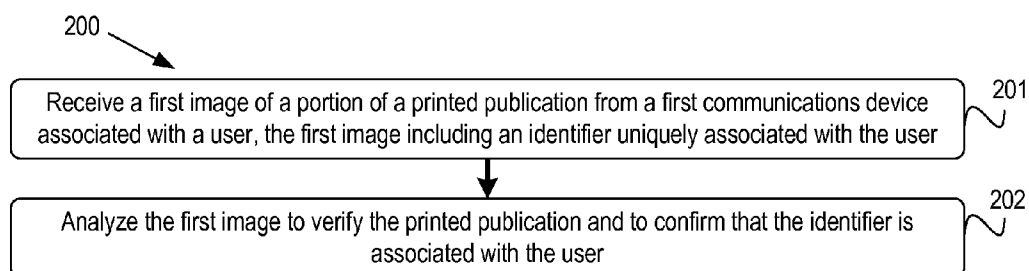 200
Receive a first image of a portion of a printed publication from a first communications device
associated with a user, the first image including an identifier uniquely associated with the user
201
Analyze the first image to verify the printed publication and to confirm that the identifier is
associated with the user
202